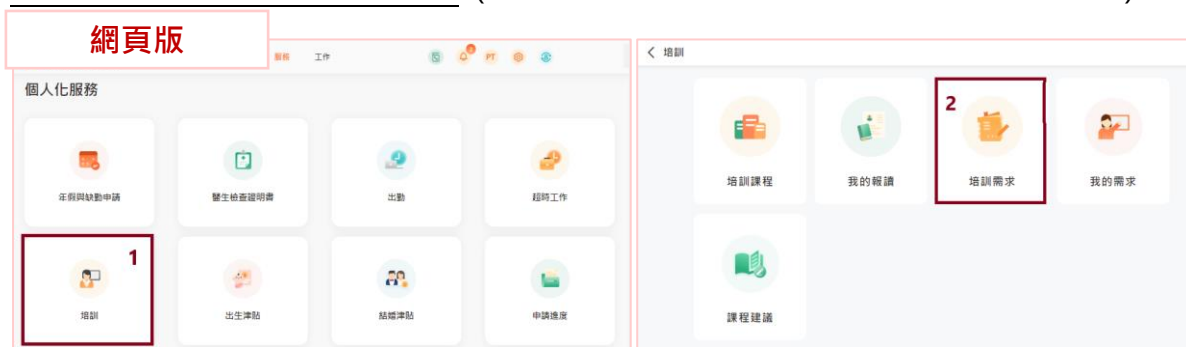 網頁版
服務 工作 PT
個人化服務
年假與缺勤申請 醫生檢查證明書 出勤 超時工作
1
培訓 出生津貼 結婚津貼 申請進度
< 培訓
2
培訓課程 我的報讀 培訓需求 我的需求
課程建議